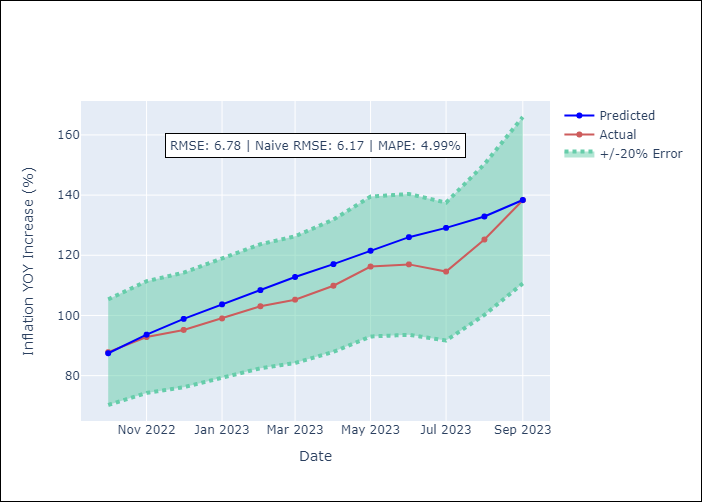 RMSE: 6.78 | Naive RMSE: 6.17 | MAPE: 4.99%
Predicted
Actual
+/-20% Error
Inflation YOY Increase (%)
160
140
120
100
80
Nov 2022
Jan 2023
Mar 2023
May 2023
Jul 2023
Sep 2023
Date